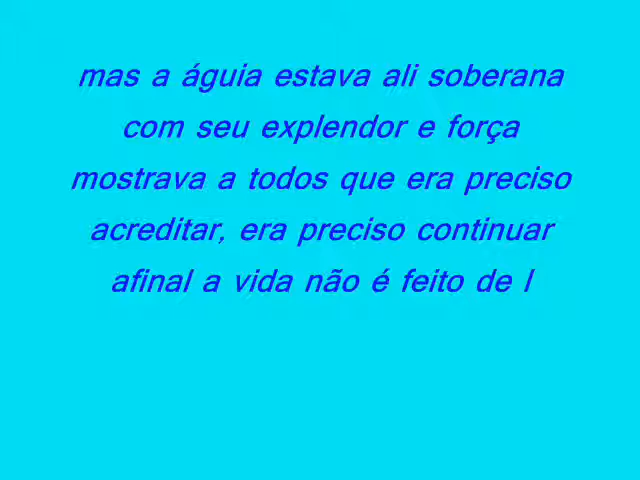 mas a águia estava ali soberana
com seu explendor e força
mostrava a todos que era preciso
acreditar, era preciso continuar
afinal a vida não é feito de l